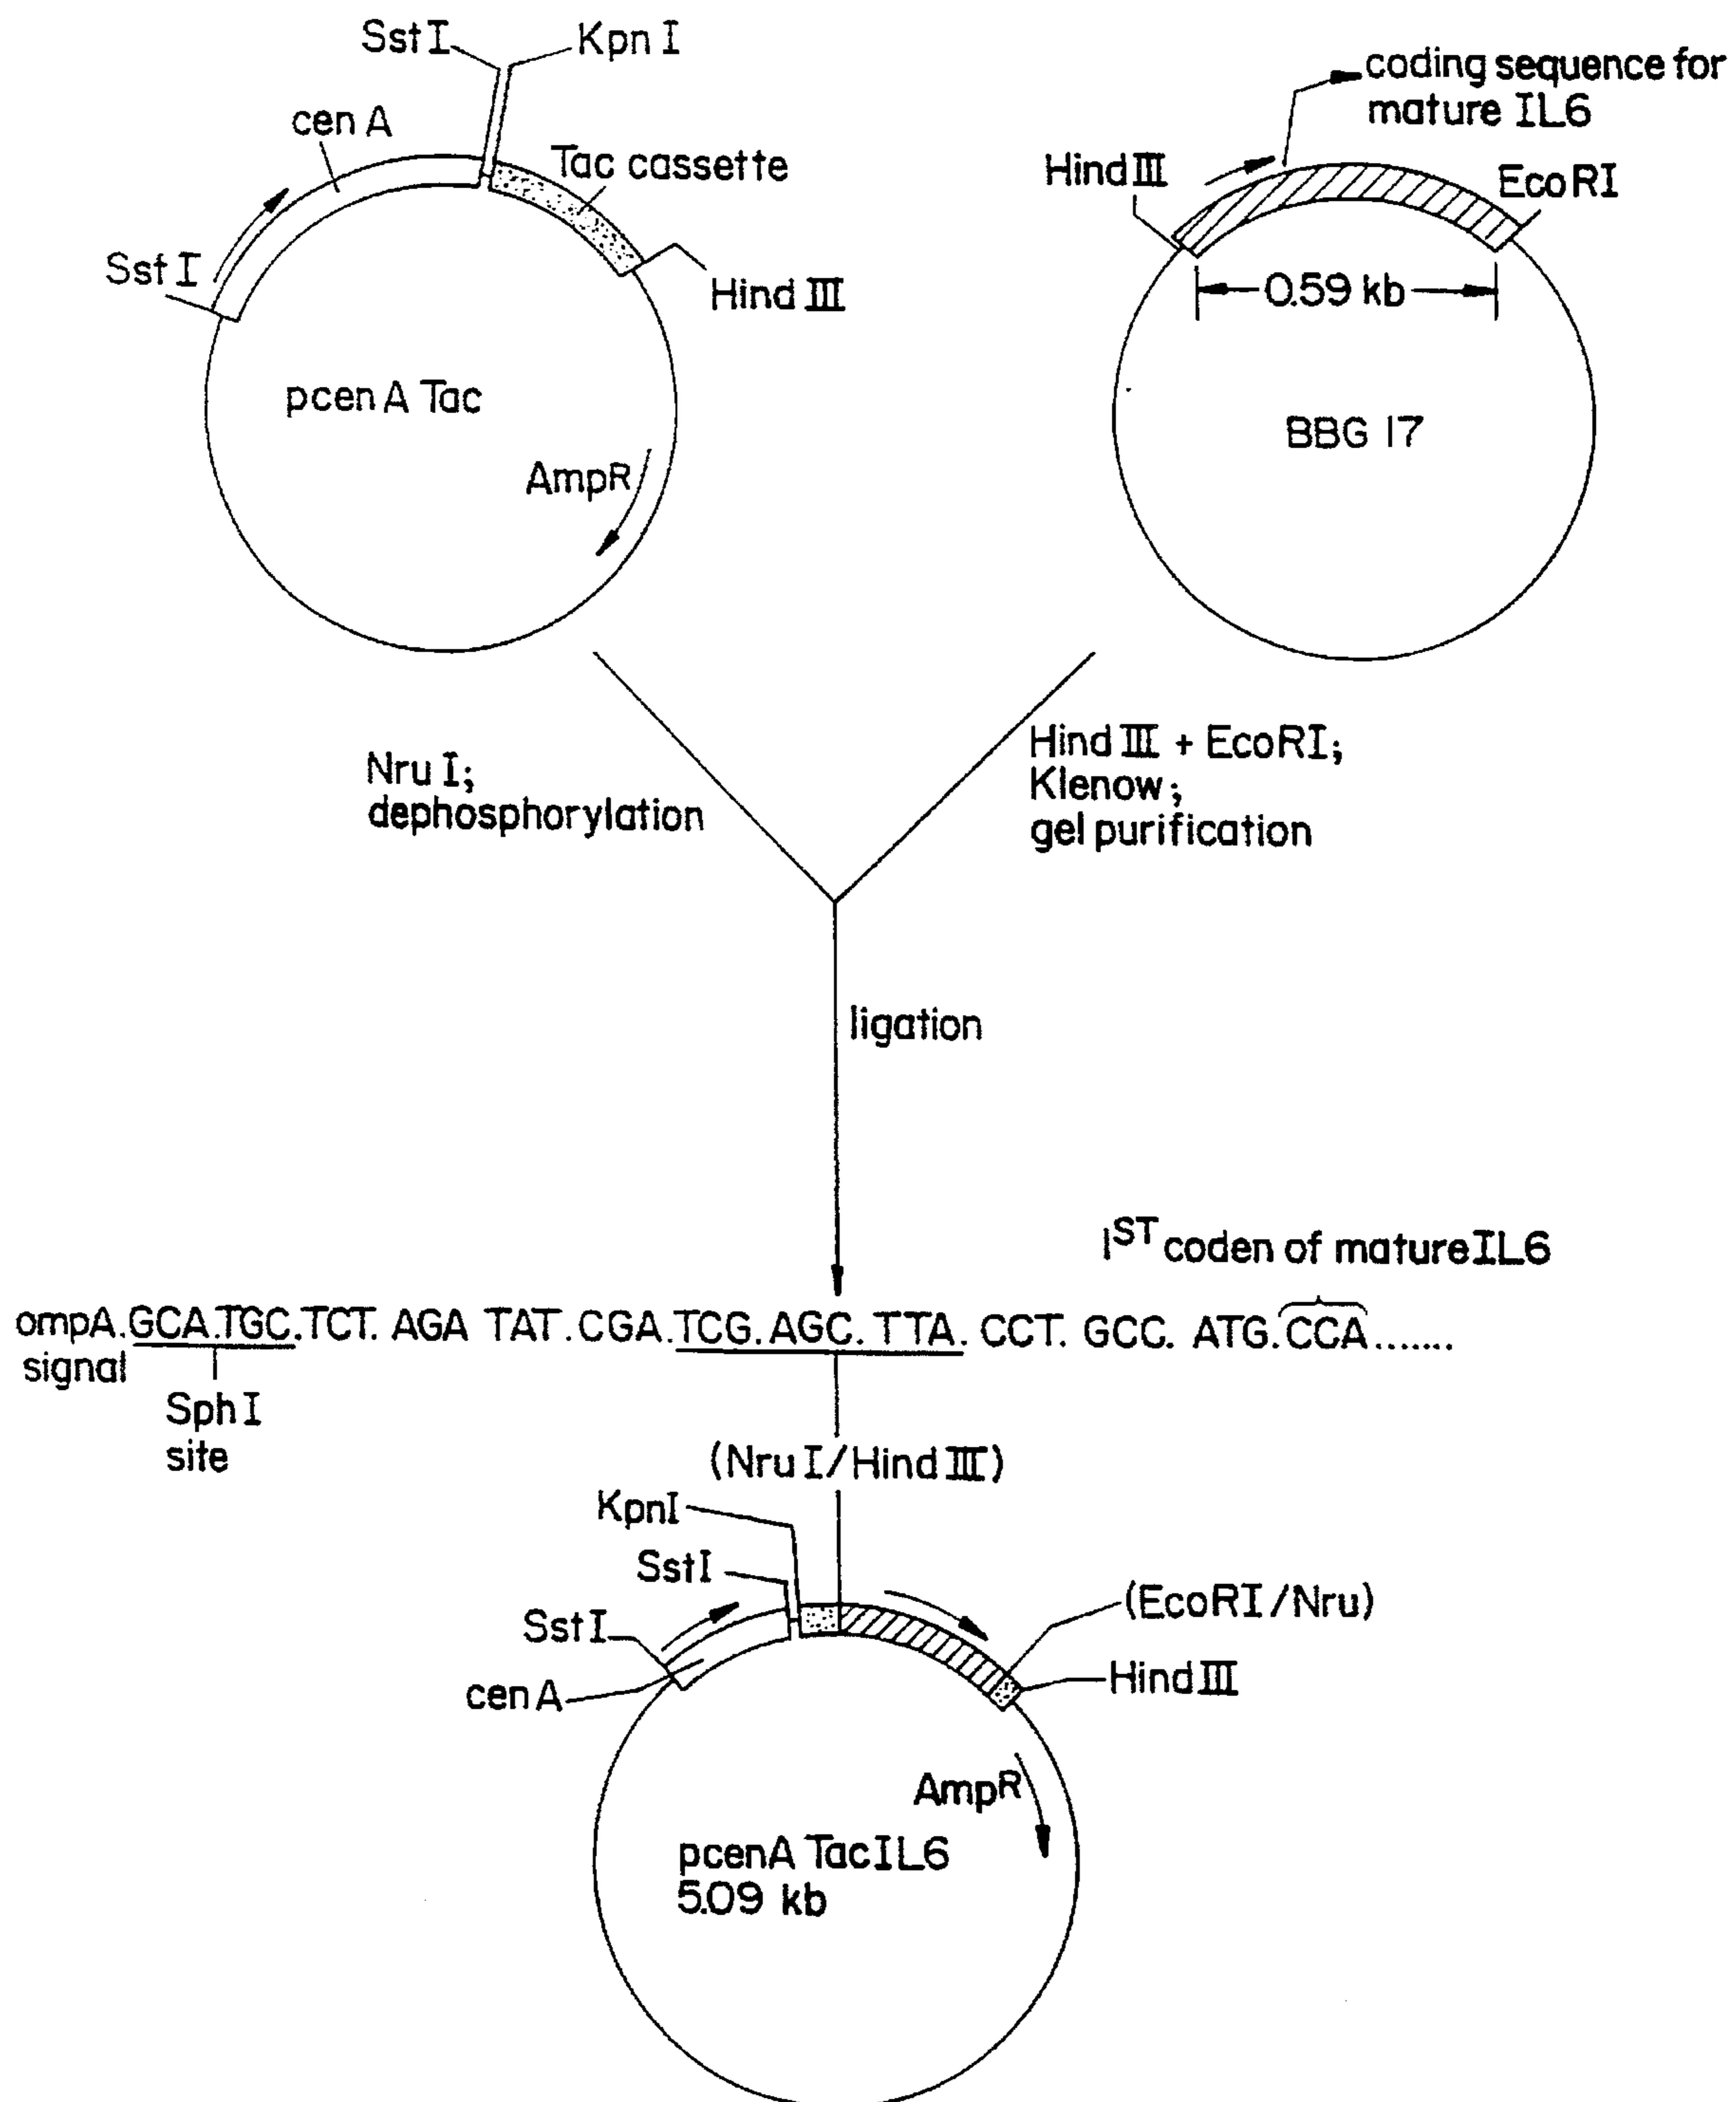 Sst I
Kpn I
cen A
Tac cassette
Sst I
Hind III
pcen A Tac
AmpR
coding sequence for
mature IL6
Hind III
EcoRI
0.59 kb
BBG 17
Nru I;
dephosphorylation
Hind III + EcoRI;
Klenow;
gel purification
ligation
1ST coden of mature IL6
ompA.GCA.TGC.TCT. AGA TAT.CGA.TCG.AGC.TTA. CCT. GCC. ATG.CCA.......
signal
Sph I
site
(Nru I/Hind III)
KpnI
SstI
SstI
cen A
(EcoRI/Nru)
Hind III
AmpR
pcenA TacIL6
5.09 kb